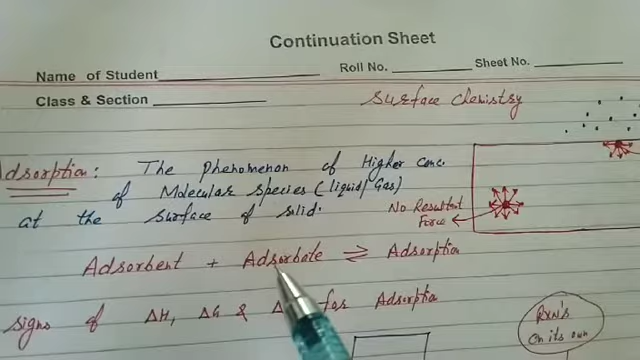 Continuation Sheet
Name of Student Roll No. Sheet No.
Class & Section
Surface Chemistry
Adsorption: The Phenomenon of Higher conc.
of Molecular Species (liquid/Gas)
at the surface of solid.
No Resultant
Force
Adsorbent + Adsorbate ⇌ Adsorption
Signs of ΔH, ΔG & Δ for Adsorption
RXN's
On its own